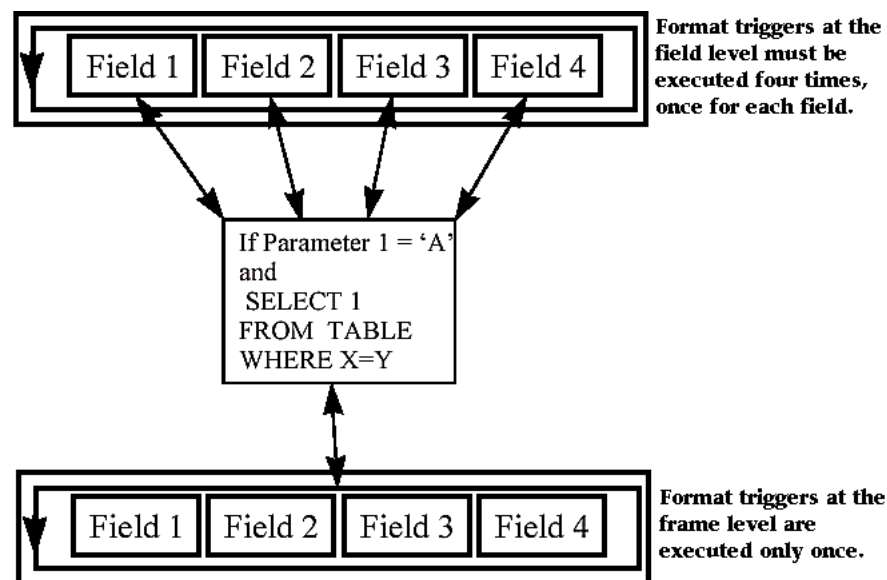 Field 1 Field 2 Field 3 Field 4
Format triggers at the
field level must be
executed four times,
once for each field.
If Parameter 1 = ‘A’
and
SELECT 1
FROM TABLE
WHERE X=Y
Field 1 Field 2 Field 3 Field 4
Format triggers at the
frame level are
executed only once.